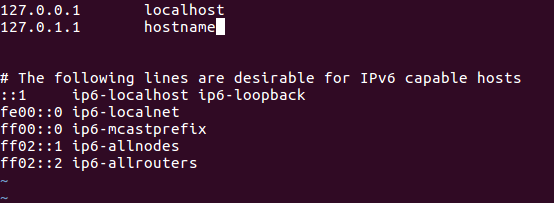 127.0.0.1       localhost
127.0.1.1       hostname
# The following lines are desirable for IPv6 capable hosts
::1     ip6-localhost ip6-loopback
fe00::0 ip6-localnet
ff00::0 ip6-mcastprefix
ff02::1 ip6-allnodes
ff02::2 ip6-allrouters
~
~